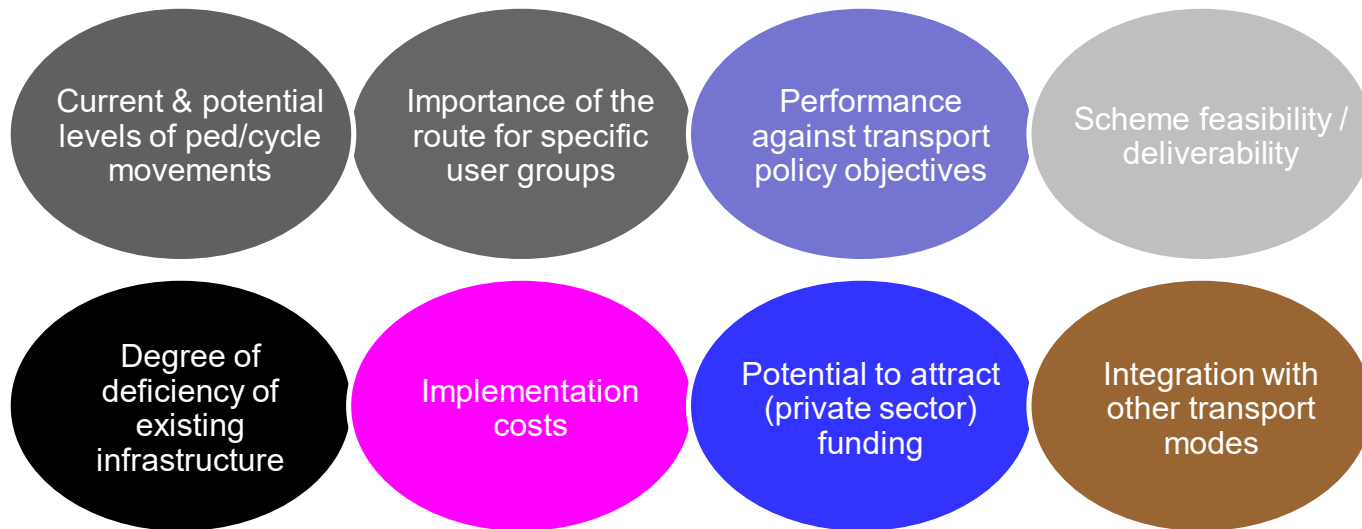 Current & potential
levels of ped/cycle
movements
Importance of the
route for specific
user groups
Performance
against transport
policy objectives
Scheme feasibility /
deliverability
Degree of
deficiency of
existing
infrastructure
Implementation
costs
Potential to attract
(private sector)
funding
Integration with
other transport
modes